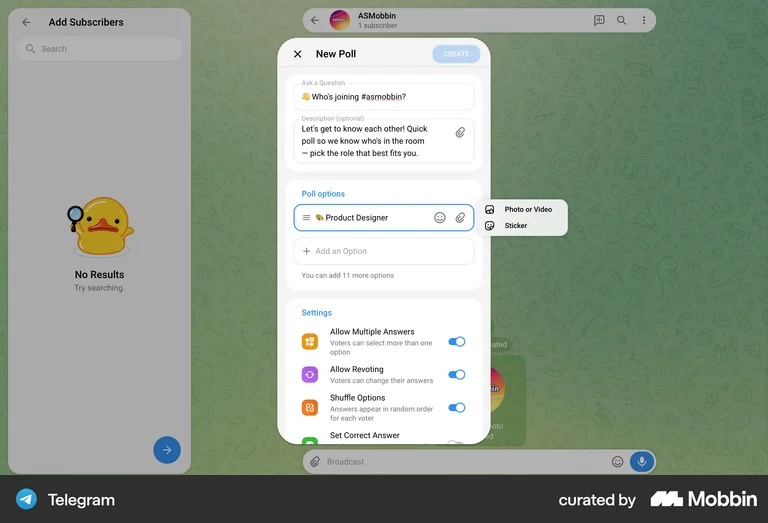 Add Subscribers
Search
No Results
Try searching.
ASMobbin
1 subscriber
New Poll
CREATE
Ask a Question
👋 Who's joining #asmobbin?
Description (optional)
Let's get to know each other! Quick
poll so we know who's in the room
— pick the role that best fits you.
Poll options
🎨 Product Designer
Photo or Video
Sticker
Add an Option
You can add 11 more options
Settings
Allow Multiple Answers
Voters can select more than one
option
Allow Revoting
Voters can change their answers
Shuffle Options
Answers appear in random order
for each voter
Set Correct Answer
Broadcast
Telegram
curated by Mobbin